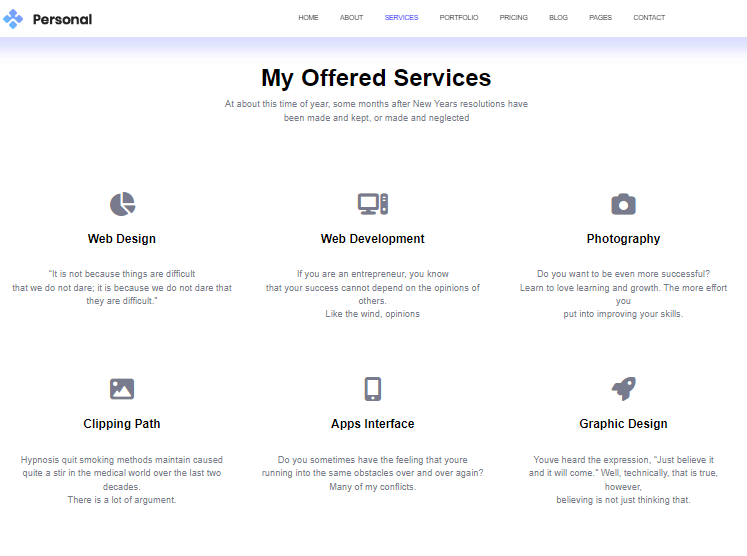 Personal
HOME ABOUT SERVICES PORTFOLIO PRICING BLOG PAGES CONTACT
My Offered Services
At about this time of year, some months after New Years resolutions have
been made and kept, or made and neglected
Web Design
"It is not because things are difficult
that we do not dare; it is because we do not dare that
they are difficult."
Web Development
If you are an entrepreneur, you know
that your success cannot depend on the opinions of
others.
Like the wind, opinions
Photography
Do you want to be even more successful?
Learn to love learning and growth. The more effort
you
put into improving your skills.
Clipping Path
Hypnosis quit smoking methods maintain caused
quite a stir in the medical world over the last two
decades.
There is a lot of argument.
Apps Interface
Do you sometimes have the feeling that youre
running into the same obstacles over and over again?
Many of my conflicts.
Graphic Design
Youve heard the expression, "Just believe it
and it will come." Well, technically, that is true,
however,
believing is not just thinking that.